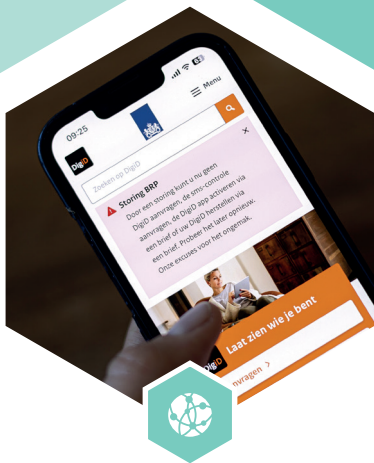 09:25
DigiD
Menu
Zoeken op DigiD
Storing BRP
Door een storing kunt u nu geen
DigiD aanvragen, de sms-controle
aanvragen, de DigiD app activeren via
een brief of uw DigiD herstellen via
een brief. Probeer het later opnieuw.
Onze excuses voor het ongemak.
DigiD
Laat zien wie je bent
nvragen >